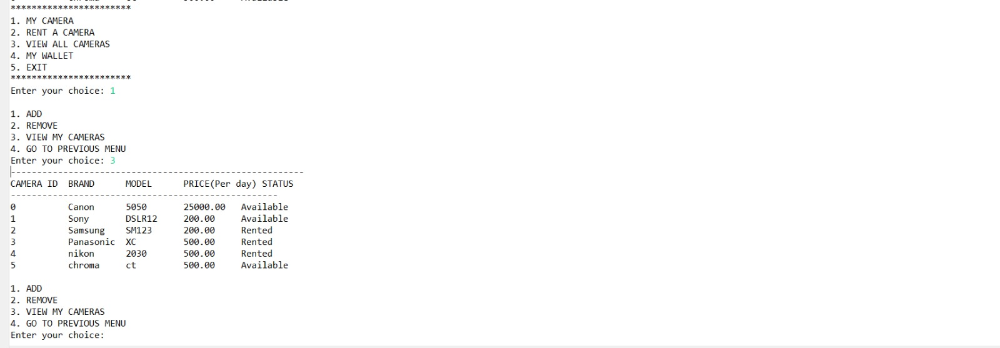 ************************
1. MY CAMERA
2. RENT A CAMERA
3. VIEW ALL CAMERAS
4. MY WALLET
5. EXIT
************************
Enter your choice: 1
1. ADD
2. REMOVE
3. VIEW MY CAMERAS
4. GO TO PREVIOUS MENU
Enter your choice: 3
--------------------------------------------------------
CAMERA ID  BRAND      MODEL      PRICE(Per day) STATUS
---------------------------------------------------
0          Canon      5050       25000.00   Available
1          Sony       DSLR12     200.00     Available
2          Samsung    SM123      200.00     Rented
3          Panasonic  XC         500.00     Rented
4          nikon      2030       500.00     Rented
5          chroma     ct         500.00     Available
1. ADD
2. REMOVE
3. VIEW MY CAMERAS
4. GO TO PREVIOUS MENU
Enter your choice: